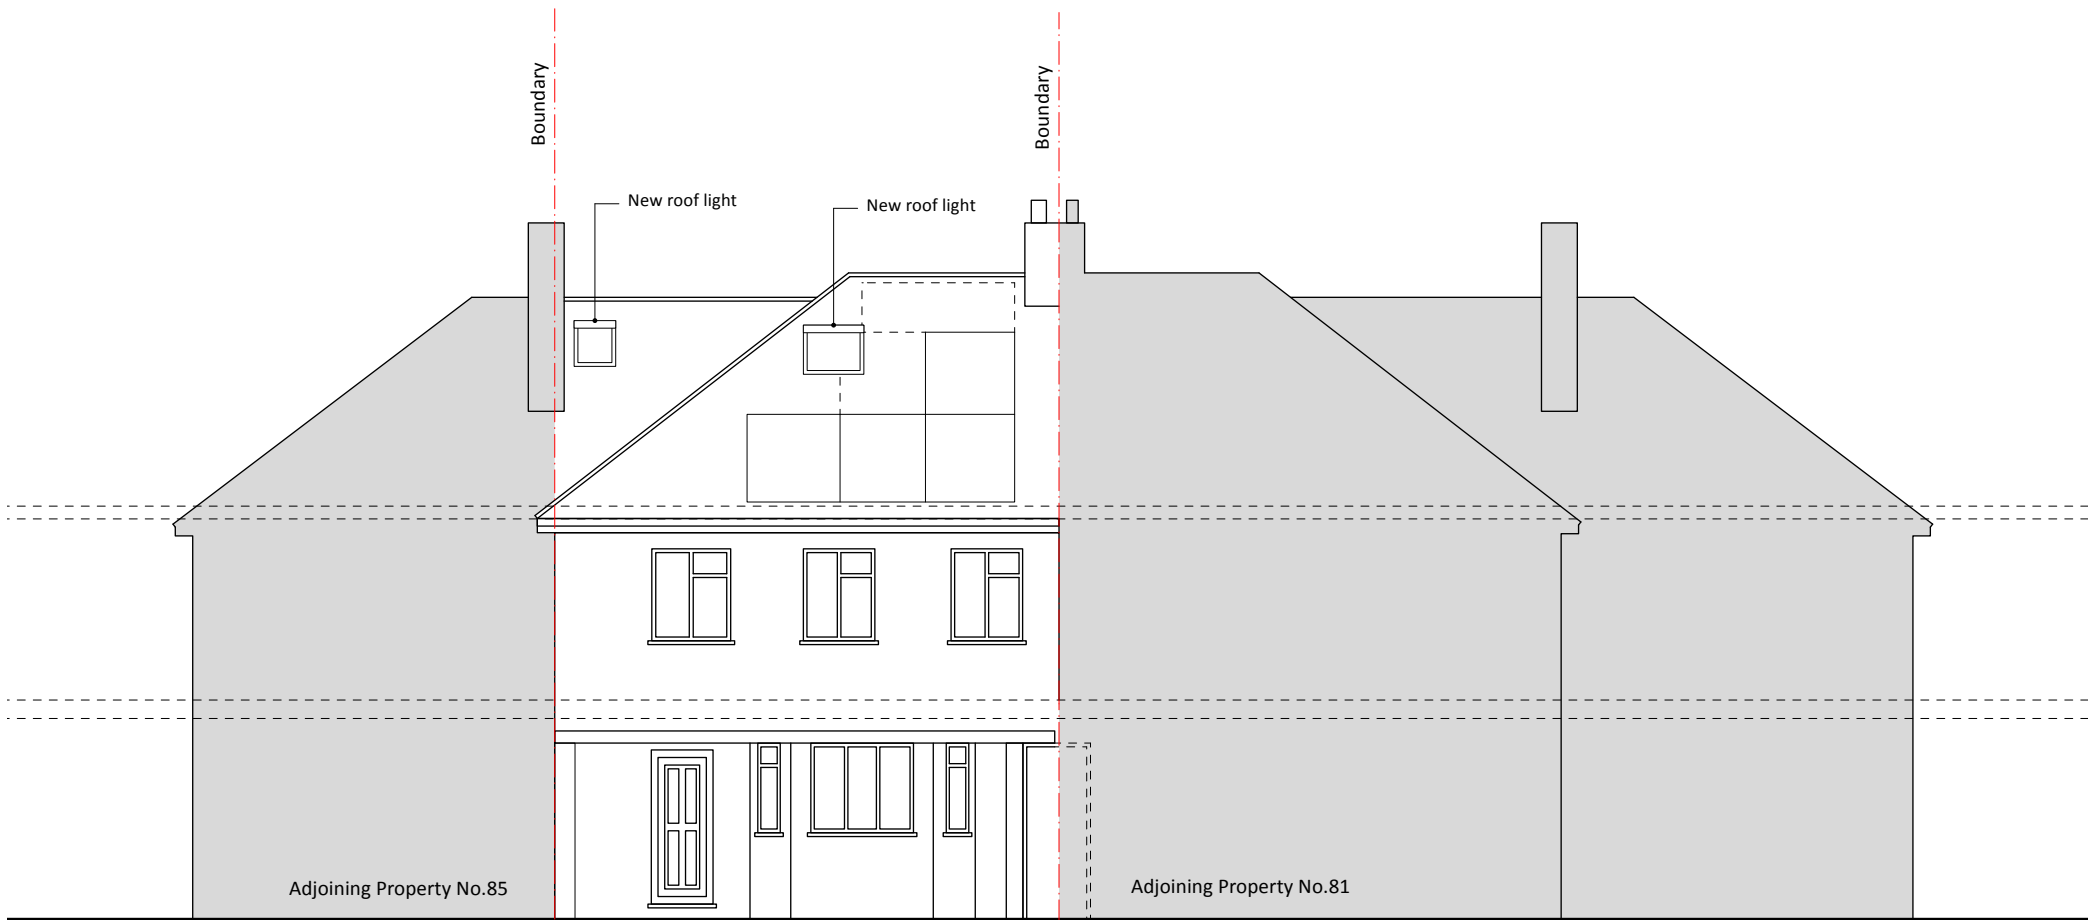 Boundary
Boundary
New roof light
New roof light
Adjoining Property No.85
Adjoining Property No.81